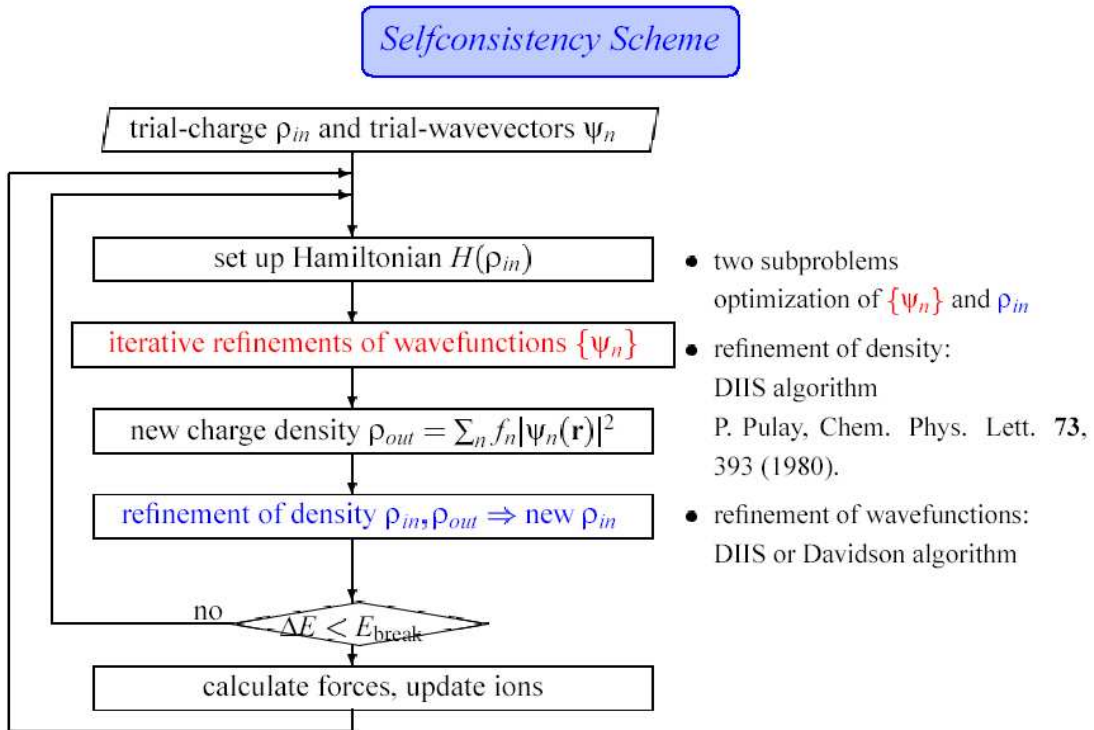 Selfconsistency Scheme
trial-charge ρ_in and trial-wavevectors ψ_n
set up Hamiltonian H(ρ_in)
iterative refinements of wavefunctions {ψ_n}
new charge density ρ_out = ∑_n f_n|ψ_n(r)|²
refinement of density ρ_in, ρ_out ⇒ new ρ_in
no
ΔE < E_break
calculate forces, update ions
• two subproblems
optimization of {ψ_n} and ρ_in
• refinement of density:
DIIS algorithm
P. Pulay, Chem. Phys. Lett. 73,
393 (1980).
• refinement of wavefunctions:
DIIS or Davidson algorithm